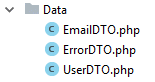 Data
C EmailDTO.php
C ErrorDTO.php
C UserDTO.php